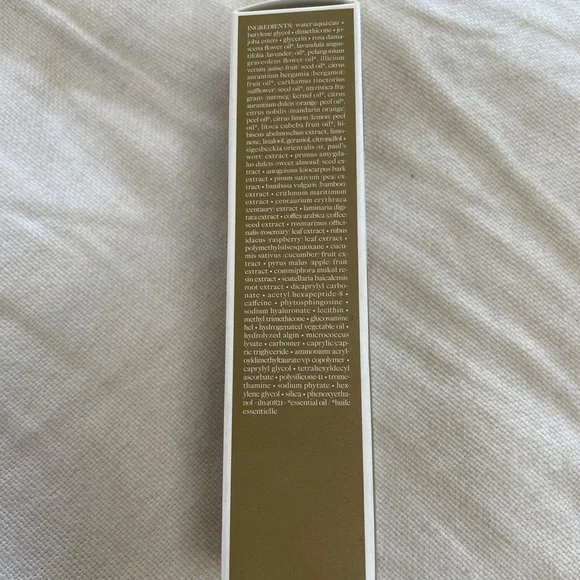 INGREDIENTS: water/aqua/eau •
butylene glycol • dimethicone • jo-
joba esters • glycerin • rosa dama-
scena flower oil*, lavandula angus-
tifolia (lavender) oil*, pelargonium
graveolens flower oil*, illicium
verum (anise) fruit/ seed oil*, citrus
aurantium bergamia (bergamot)
fruit oil*, carthamus tinctorius
(safflower) seed oil*, myristica fra-
grans (nutmeg) kernel oil*, citrus
aurantium dulcis (orange) peel oil*,
citrus nobilis (mandarin orange)
peel oil*, citrus limon (lemon) peel
oil*, litsea cubeba fruit oil*, hi-
biscus abelmoschus extract, limo-
nene, linalool, geraniol, citronellol •
sigesbeckia orientalis (st. paul's
wort) extract • prunus amygda-
lus dulcis (sweet almond) seed ex-
tract • anogeissus leiocarpus bark
extract • pisum sativum (pea) ex-
tract • bambusa vulgaris (bamboo)
extract • crithmum maritimum
extract • centaurium erythraea
(centaury) extract • laminaria digi-
tata extract • coffea arabica (coffee)
seed extract • rosmarinus offici-
nalis (rosemary) leaf extract • rubus
idaeus (raspberry) leaf extract •
polymethylsilsesquioxane • cucu-
mis sativus (cucumber) fruit ex-
tract • pyrus malus (apple) fruit
extract • commiphora mukul re-
sin extract • scutellaria baicalensis
root extract • dicaprylyl carbo-
nate • acetyl hexapeptide-8 •
caffeine • phytosphingosine •
sodium hyaluronate • lecithin •
methyl trimethicone • glucosamine
hcl • hydrogenated vegetable oil •
hydrolyzed algin • micrococcus
lysate • carbomer • caprylic/cap-
ric triglyceride • ammonium acryl-
oyldimethyltaurate/vp copolymer •
caprylyl glycol • tetrahexyldecyl
ascorbate • polysilicone-11 • trome-
thamine • sodium phytate • hex-
ylene glycol • silica • phenoxyetha-
nol · iln40821 · *essential oil / *huile
essentielle